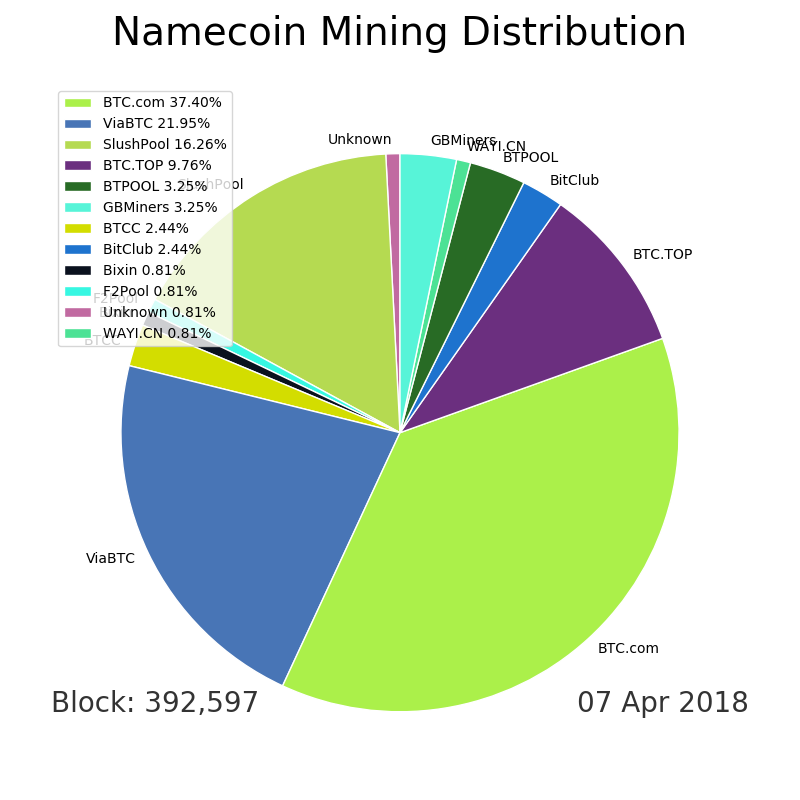 Namecoin Mining Distribution
BTC.com 37.40%
ViaBTC 21.95%
SlushPool 16.26%
BTC.TOP 9.76%
BTPOOL 3.25%
GBMiners 3.25%
BTCC 2.44%
BitClub 2.44%
Bixin 0.81%
F2Pool 0.81%
Unknown 0.81%
WAYI.CN 0.81%
Unknown
GBMiners
WAYI.CN
BTPOOL
BitClub
BTC.TOP
SlushPool
F2Pool
BTCC
ViaBTC
BTC.com
Block: 392,597
07 Apr 2018